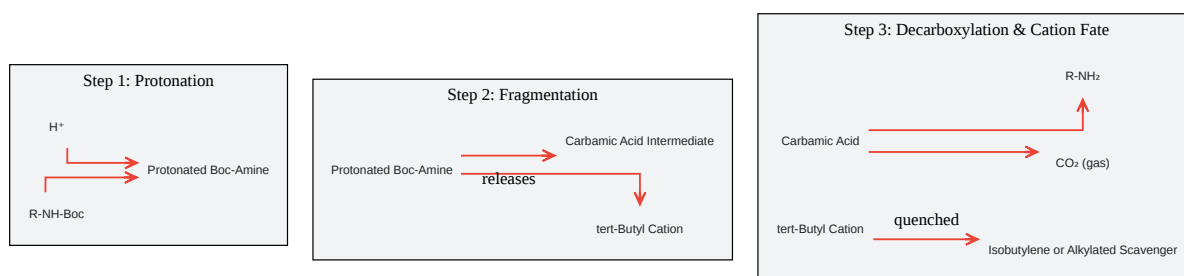 Step 1: Protonation
H⁺
Protonated Boc-Amine
R-NH-Boc
Step 2: Fragmentation
Carbamic Acid Intermediate
Protonated Boc-Amine
releases
tert-Butyl Cation
Step 3: Decarboxylation & Cation Fate
R-NH₂
Carbamic Acid
CO₂ (gas)
tert-Butyl Cation
quenched
Isobutylene or Alkylated Scavenger